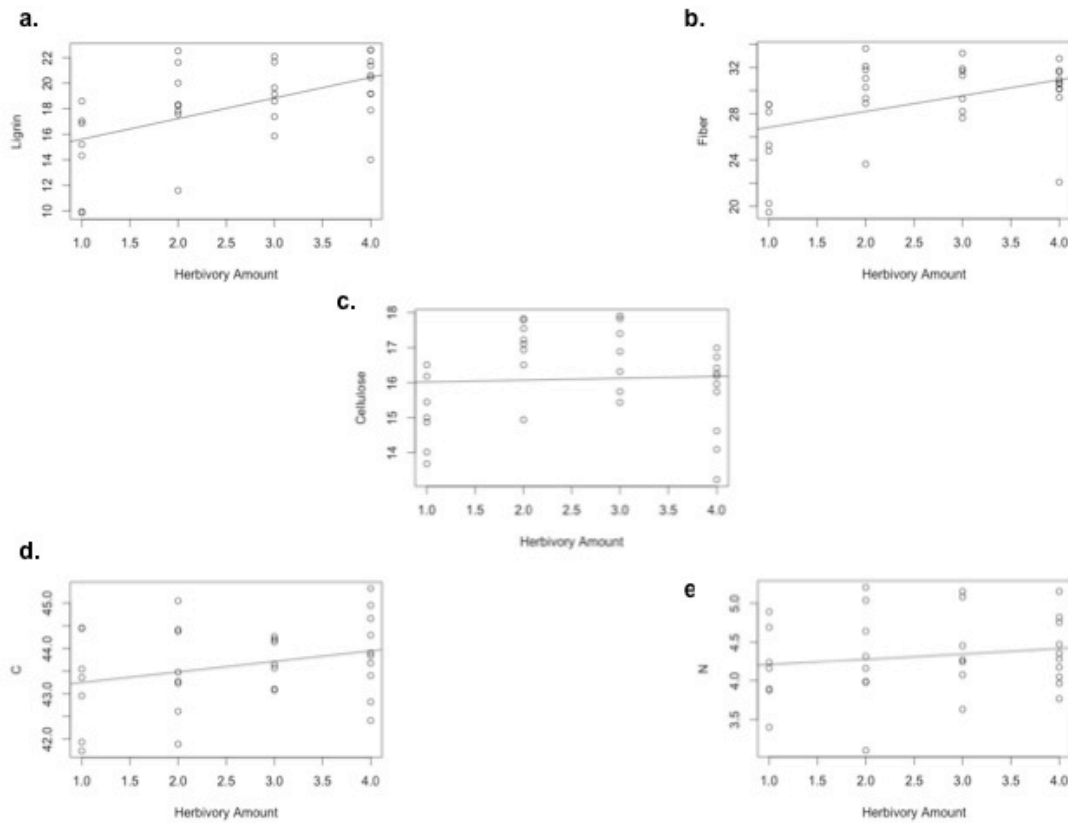 a.
Lignin
22
20
18
16
14
12
10
1.0 1.5 2.0 2.5 3.0 3.5 4.0
Herbivory Amount
b.
Fiber
32
28
24
20
1.0 1.5 2.0 2.5 3.0 3.5 4.0
Herbivory Amount
c.
Cellulose
18
17
16
15
14
1.0 1.5 2.0 2.5 3.0 3.5 4.0
Herbivory Amount
d.
C
45.0
44.0
43.0
42.0
1.0 1.5 2.0 2.5 3.0 3.5 4.0
Herbivory Amount
e
N
5.0
4.5
4.0
3.5
1.0 1.5 2.0 2.5 3.0 3.5 4.0
Herbivory Amount